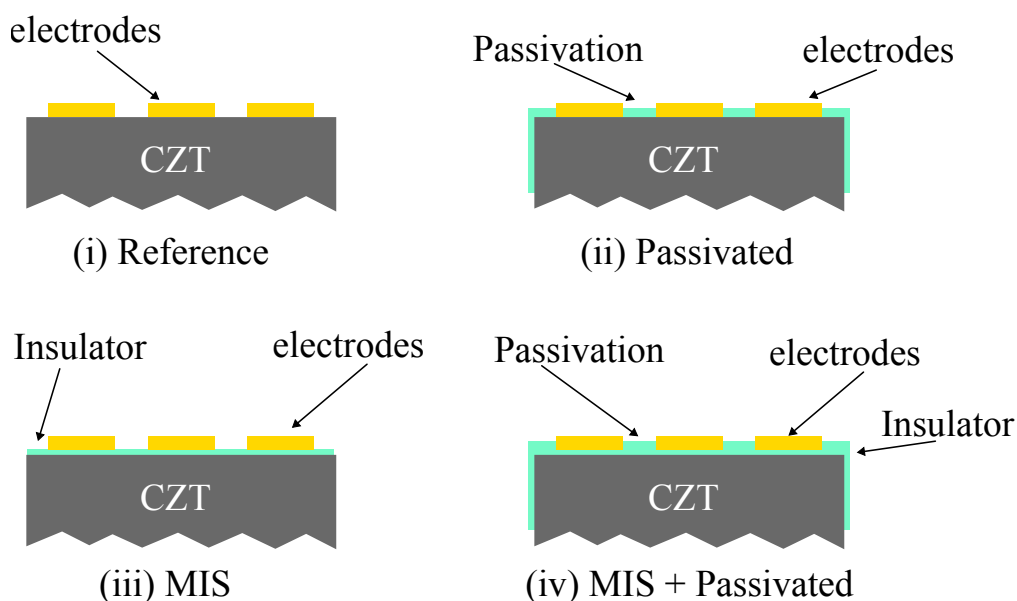 electrodes
CZT
(i) Reference
Passivation
electrodes
CZT
(ii) Passivated
Insulator
electrodes
CZT
(iii) MIS
Passivation
electrodes
Insulator
CZT
(iv) MIS + Passivated